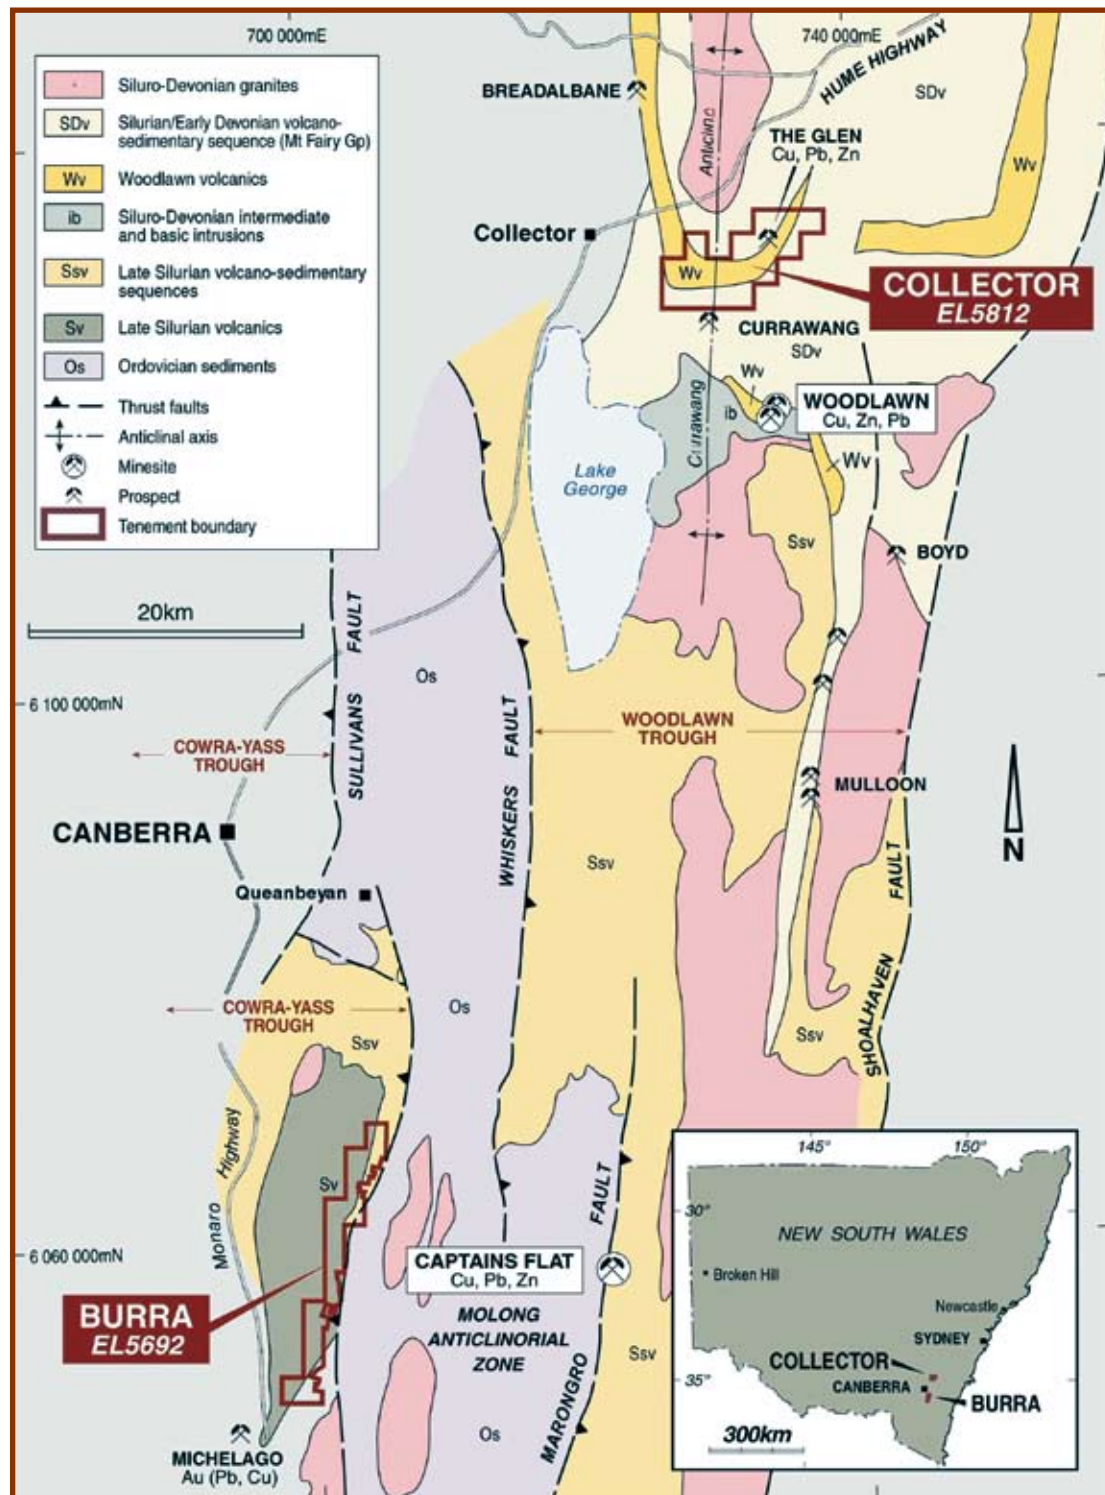 700 000mE
740 000mE
HUME HIGHWAY
Siluro-Devonian granites
SDv
Silurian/Early Devonian volcano-
sedimentary sequence (Mt Fairy Gp)
Wv
Woodlawn volcanics
ib
Siluro-Devonian intermediate
and basic intrusions
Ssv
Late Silurian volcano-sedimentary
sequences
Sv
Late Silurian volcanics
Os
Ordovician sediments
Thrust faults
Anticlinal axis
Minesite
Prospect
Tenement boundary
20km
BREADALBANE
Anticline
SDv
THE GLEN
Cu, Pb, Zn
Wv
Collector
Wv
COLLECTOR
EL5812
CURRAWANG
SDv
Wv
WOODLAWN
Cu, Zn, Pb
ib
Currawang
Wv
Lake
George
Ssv
BOYD
SULLIVANS FAULT
Os
6 100 000mN
WHISKERS FAULT
WOODLAWN
TROUGH
COWRA-YASS
TROUGH
MULLOON
CANBERRA
N
Ssv
Queanbeyan
SHOALHAVEN FAULT
COWRA-YASS
TROUGH
Os
Ssv
Ssv
Monaro Highway
Sv
6 060 000mN
CAPTAINS FLAT
Cu, Pb, Zn
BURRA
EL5692
MOLONG
ANTICLINORIAL
ZONE
MARONGRO FAULT
Ssv
Os
MICHELAGO
Au (Pb, Cu)
145°
150°
30°
NEW SOUTH WALES
Broken Hill
Newcastle
SYDNEY
COLLECTOR
35°
CANBERRA
BURRA
300km